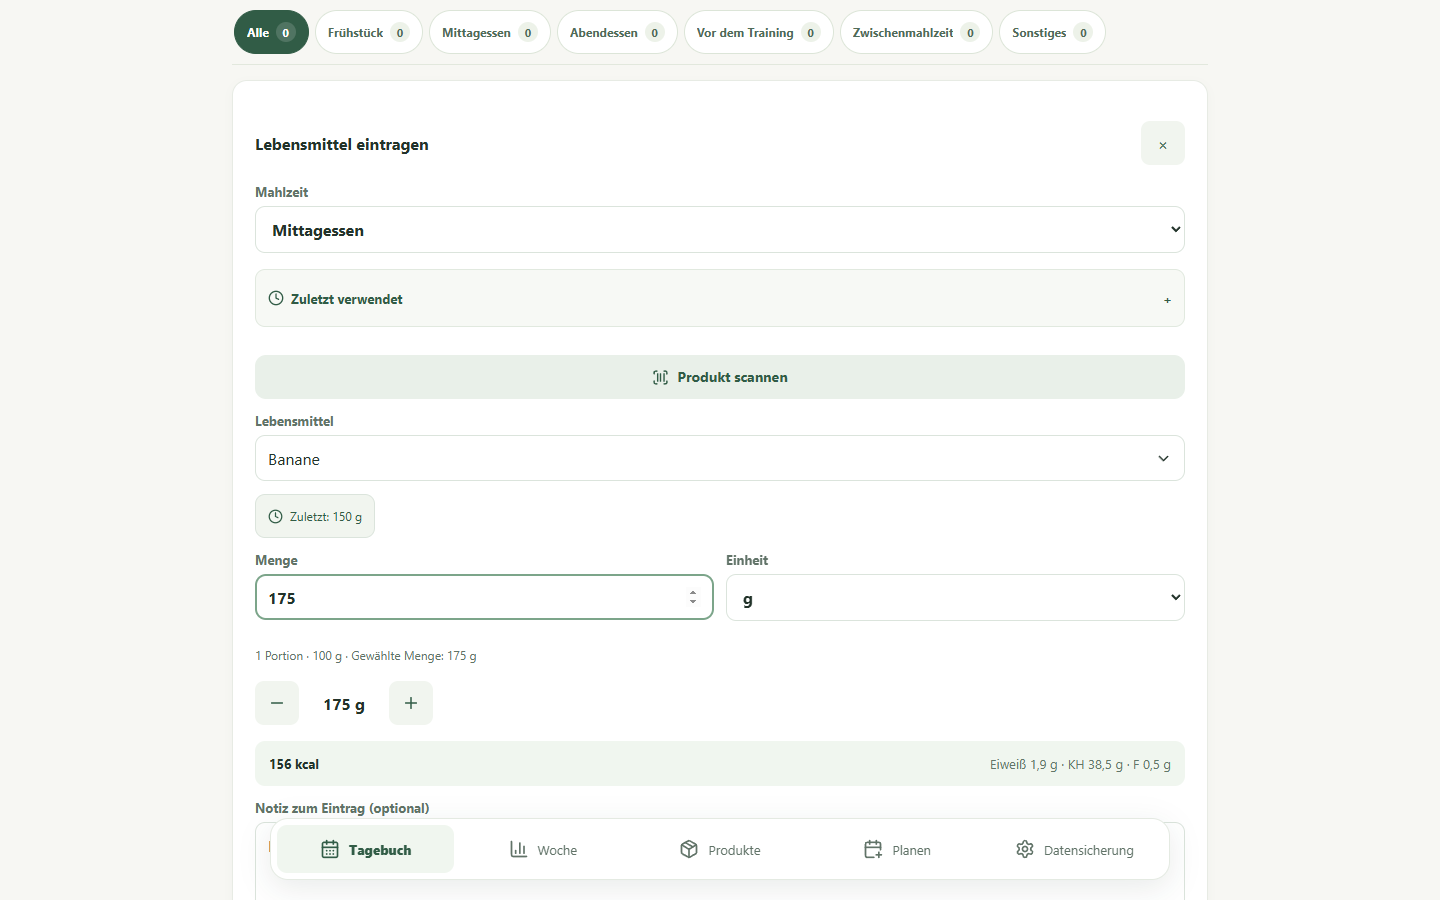 Alle 0 Frühstück 0 Mittagessen 0 Abendessen 0 Vor dem Training 0 Zwischenmahlzeit 0 Sonstiges 0
Lebensmittel eintragen ×
Mahlzeit
Mittagessen
Zuletzt verwendet +
Produkt scannen
Lebensmittel
Banane
Zuletzt: 150 g
Menge Einheit
175 g
1 Portion · 100 g · Gewählte Menge: 175 g
− 175 g +
156 kcal Eiweiß 1,9 g · KH 38,5 g · F 0,5 g
Notiz zum Eintrag (optional)
Tagebuch Woche Produkte Planen Datensicherung